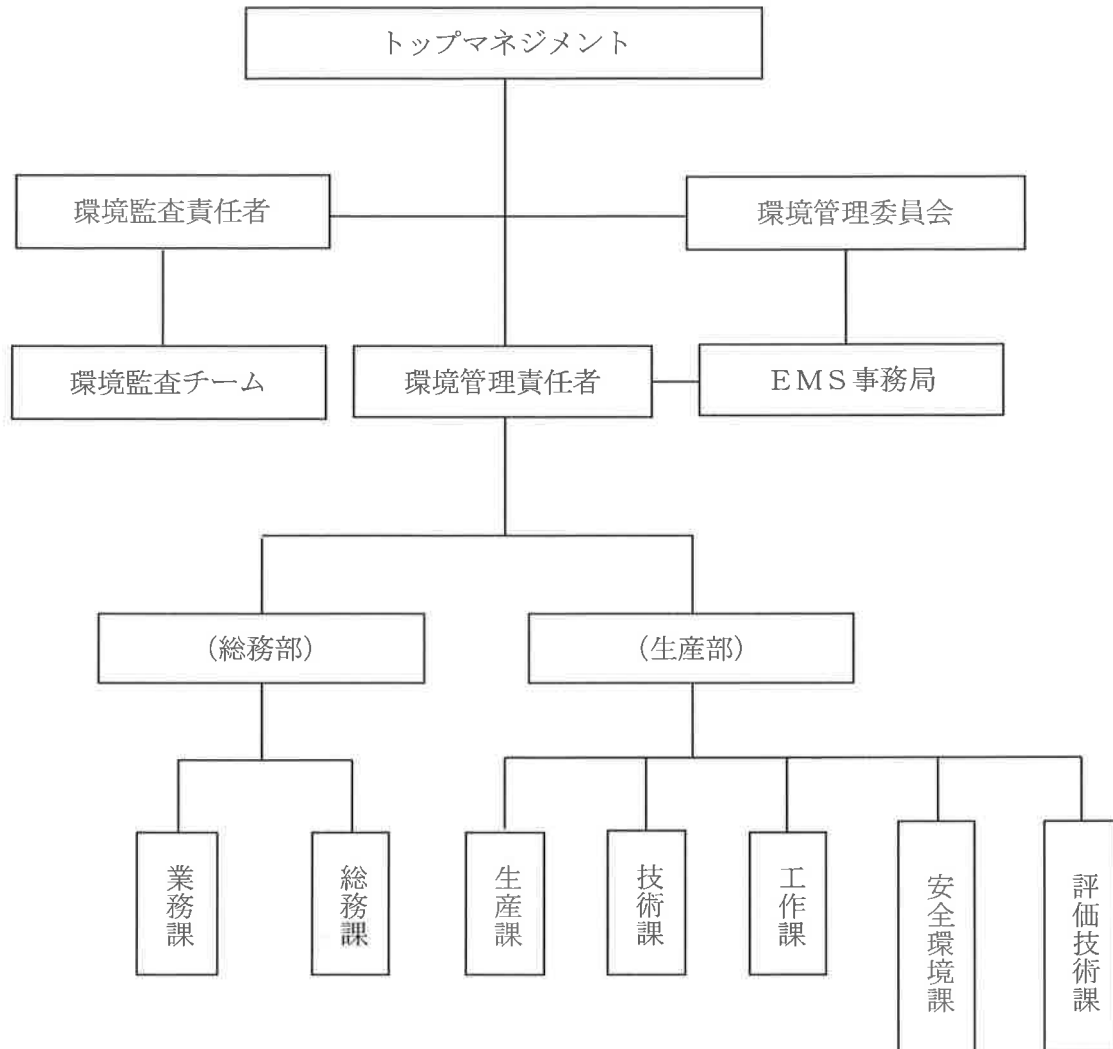 トップマネジメント
環境監査責任者
環境管理委員会
環境監査チーム
環境管理責任者
ＥＭＳ事務局
（総務部）
（生産部）
業務課
総務課
生産課
技術課
工作課
安全環境課
評価技術課